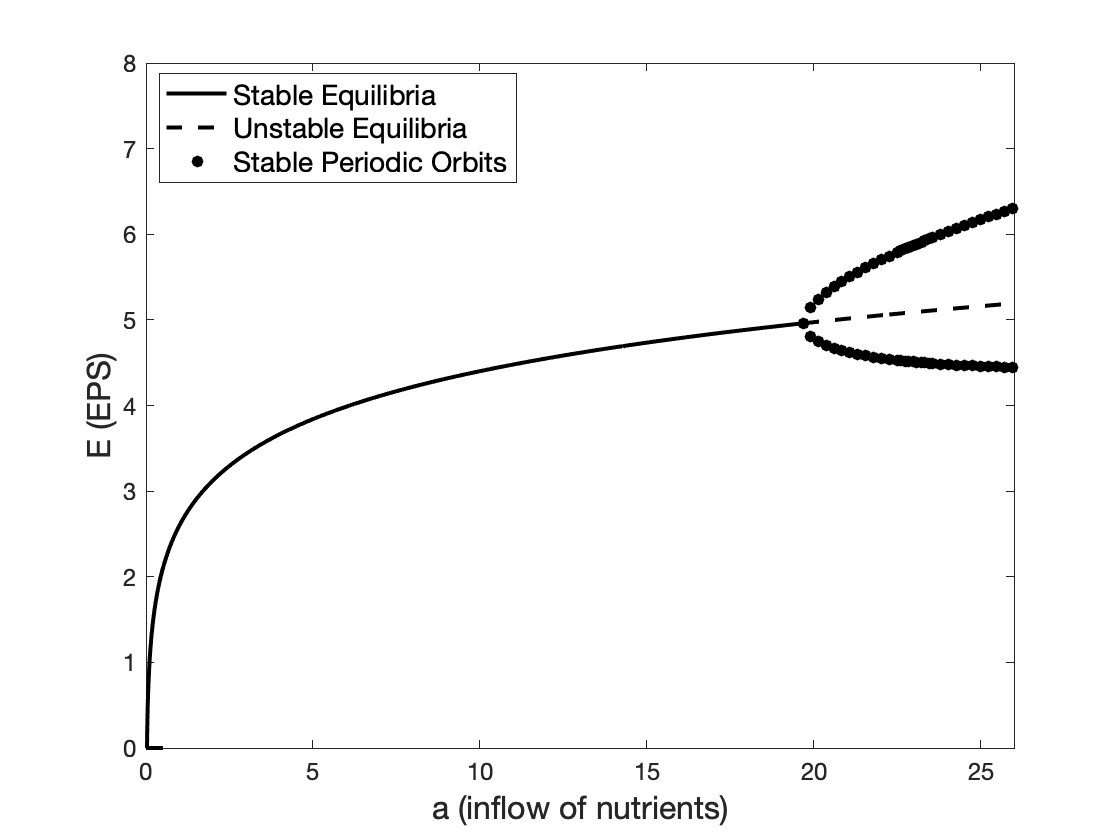 Stable Equilibria
Unstable Equilibria
Stable Periodic Orbits
8
7
6
5
4
3
2
1
0
E (EPS)
0 5 10 15 20 25
a (inflow of nutrients)